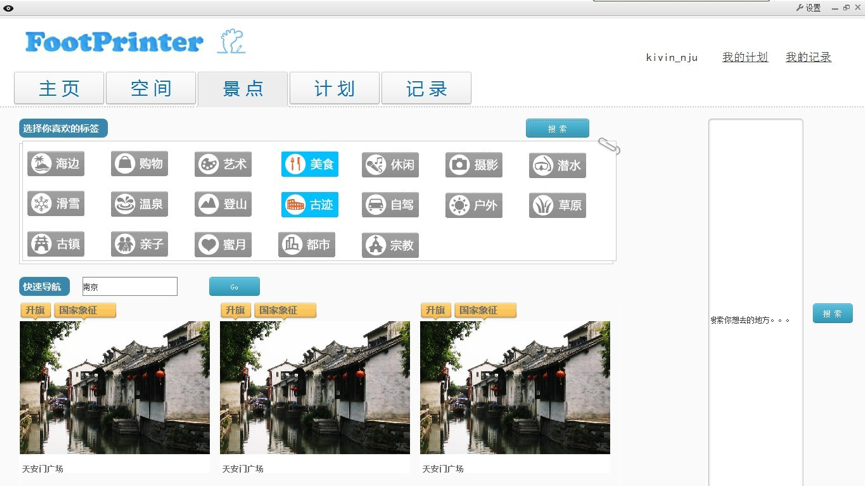 设置
FootPrinter
kivin_nju 我的计划 我的记录
主页 空间 景点 计划 记录
选择你喜欢的标签 搜索
海边 购物 艺术 美食 休闲 摄影 潜水
滑雪 温泉 登山 古迹 自驾 户外 草原
古镇 亲子 蜜月 都市 宗教
快速导航 南京 Go
升旗 国家象征 升旗 国家象征 升旗 国家象征
搜索你想去的地方。。。 搜索
天安门广场 天安门广场 天安门广场